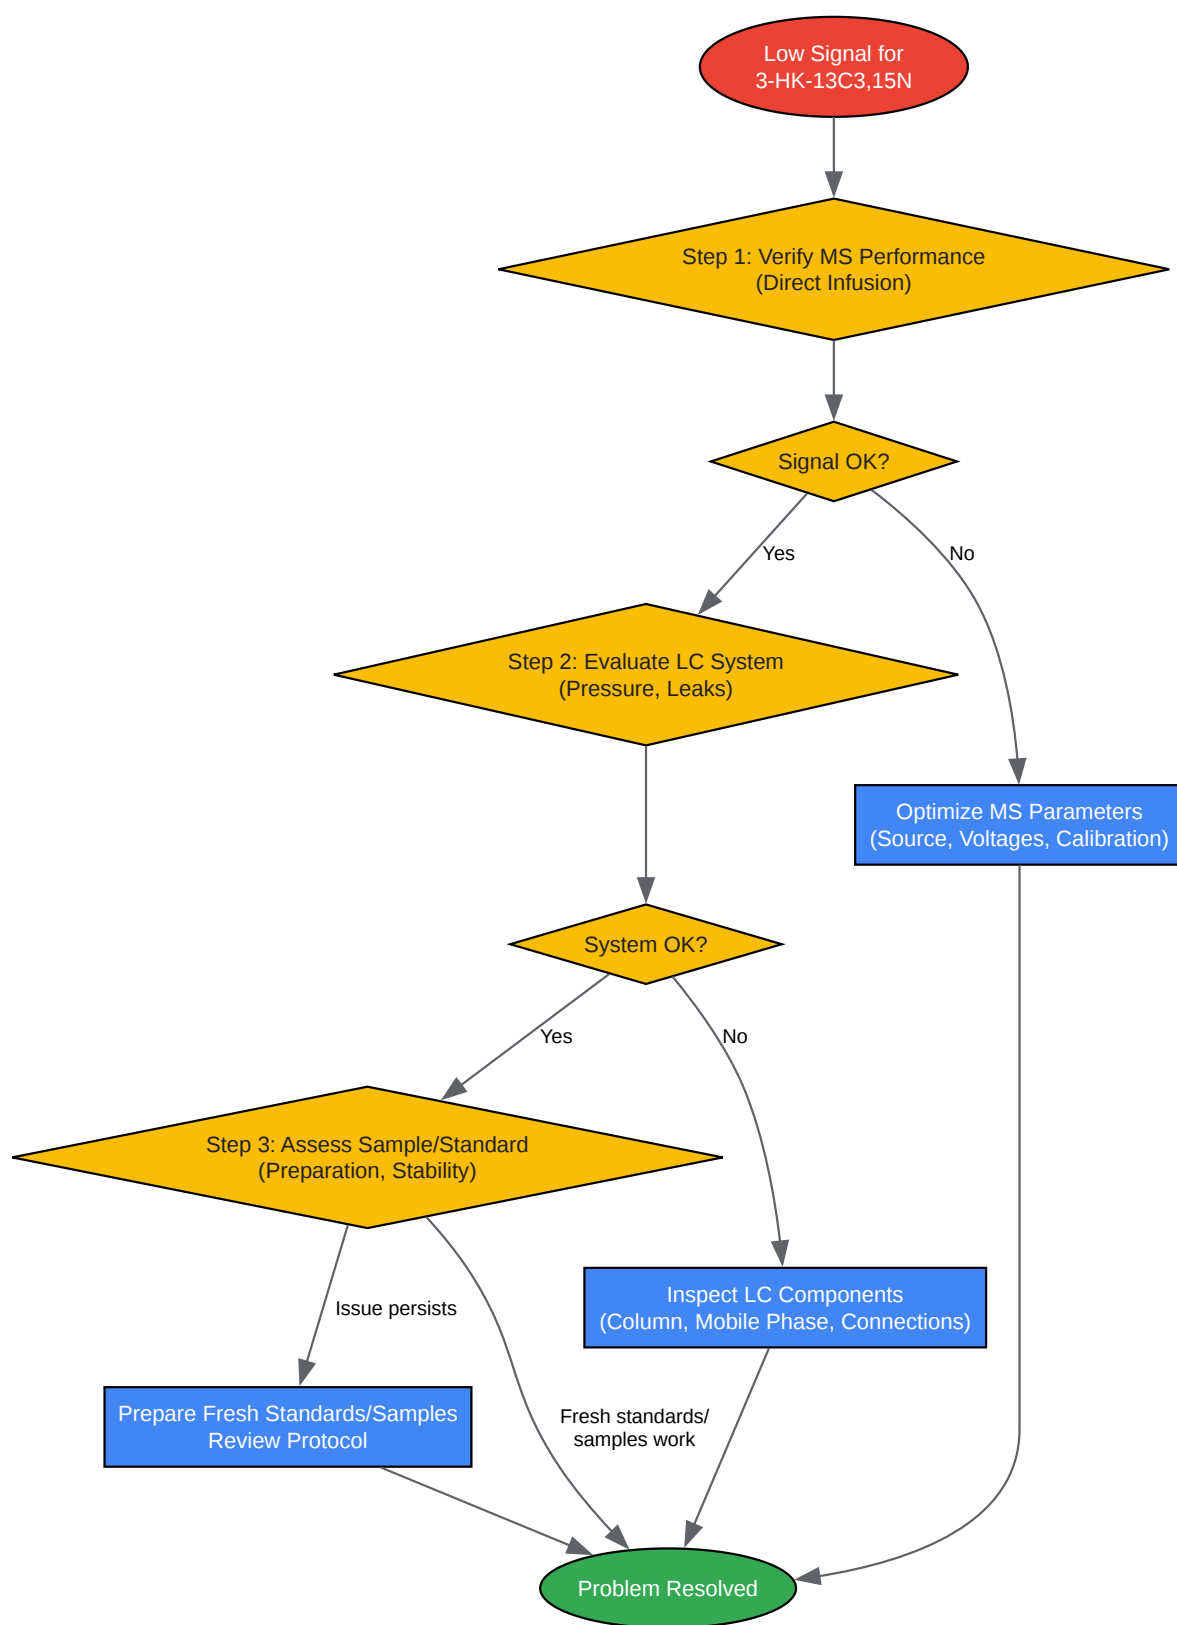 Low Signal for
3-HK-13C3,15N
Step 1: Verify MS Performance
(Direct Infusion)
Signal OK?
Yes
No
Step 2: Evaluate LC System
(Pressure, Leaks)
Optimize MS Parameters
(Source, Voltages, Calibration)
System OK?
Yes
No
Step 3: Assess Sample/Standard
(Preparation, Stability)
Issue persists
Inspect LC Components
(Column, Mobile Phase, Connections)
Prepare Fresh Standards/Samples
Review Protocol
Fresh standards/
samples work
Problem Resolved